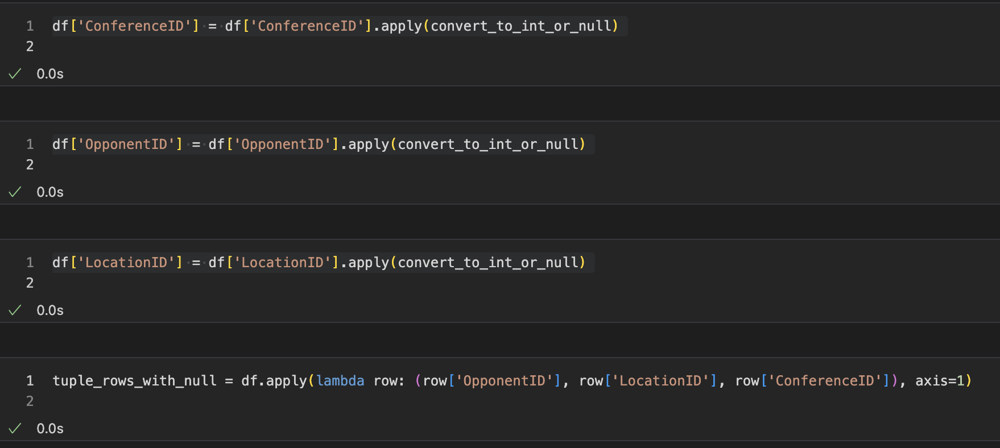 1 df['ConferenceID'] = df['ConferenceID'].apply(convert_to_int_or_null)
2
0.0s
1 df['OpponentID'] = df['OpponentID'].apply(convert_to_int_or_null)
2
0.0s
1 df['LocationID'] = df['LocationID'].apply(convert_to_int_or_null)
2
0.0s
1 tuple_rows_with_null = df.apply(lambda row: (row['OpponentID'], row['LocationID'], row['ConferenceID']), axis=1)
2
0.0s